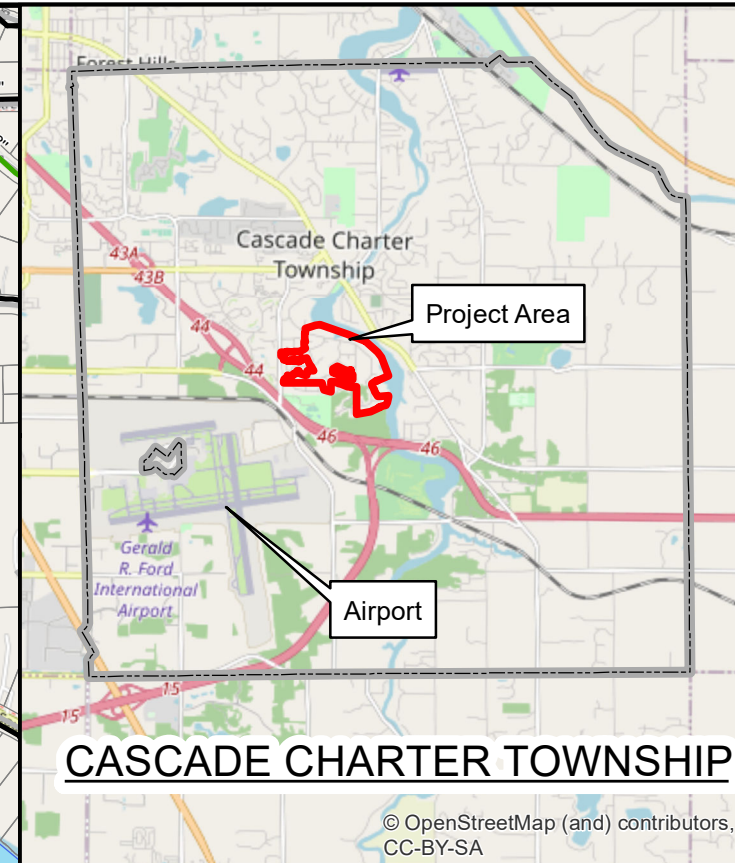 Forest Hills
Cascade Charter
Township
43A
43B
Project Area
44
44
46
46
Gerald
R. Ford
International
Airport
Airport
15
15
CASCADE CHARTER TOWNSHIP
© OpenStreetMap (and) contributors,
CC-BY-SA